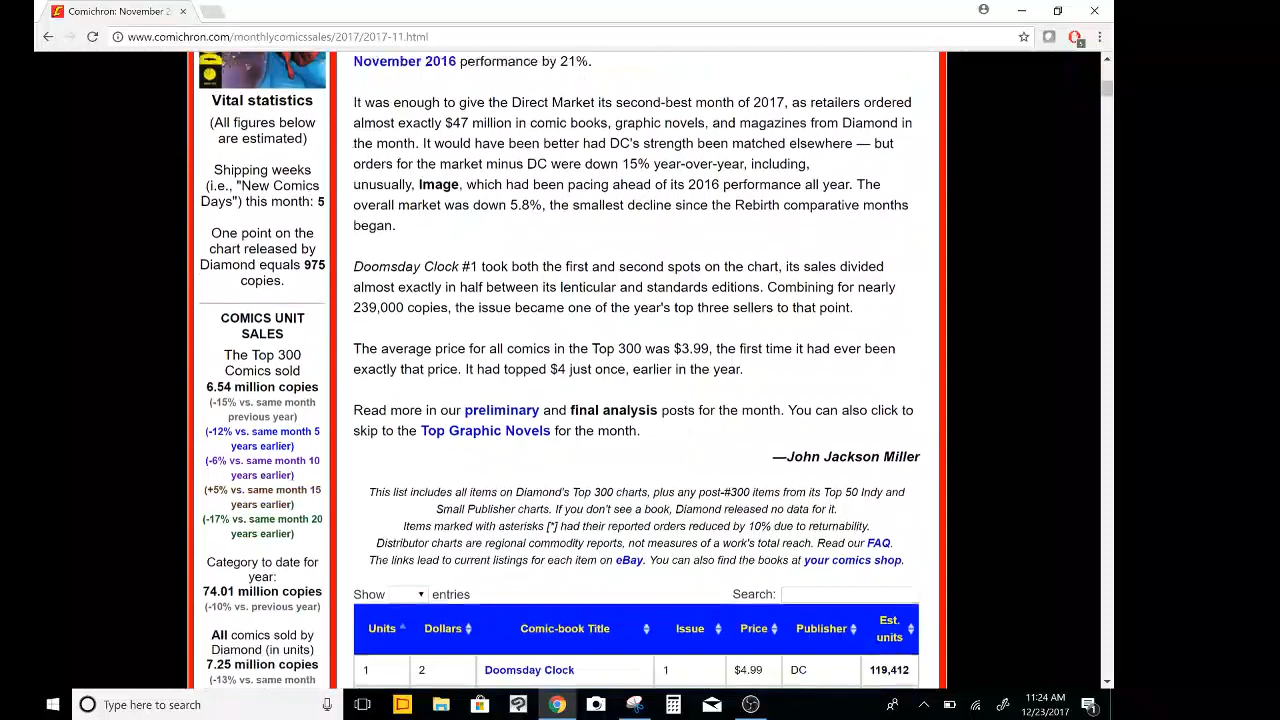 Comichron: November 2
www.comichron.com/monthlycomicssales/2017/2017-11.html
Vital statistics
(All figures below
are estimated)
Shipping weeks
(i.e., "New Comics
Days") this month: 5
One point on the
chart released by
Diamond equals 975
copies.
COMICS UNIT
SALES
The Top 300
Comics sold
6.54 million copies
(-15% vs. same month
previous year)
(-12% vs. same month 5
years earlier)
(-6% vs. same month 10
years earlier)
(+5% vs. same month 15
years earlier)
(-17% vs. same month 20
years earlier)
Category to date for
year:
74.01 million copies
(-10% vs. previous year)
All comics sold by
Diamond (in units)
7.25 million copies
(-13% vs. same month
November 2016 performance by 21%.
It was enough to give the Direct Market its second-best month of 2017, as retailers ordered
almost exactly $47 million in comic books, graphic novels, and magazines from Diamond in
the month. It would have been better had DC's strength been matched elsewhere — but
orders for the market minus DC were down 15% year-over-year, including,
unusually, Image, which had been pacing ahead of its 2016 performance all year. The
overall market was down 5.8%, the smallest decline since the Rebirth comparative months
began.
Doomsday Clock #1 took both the first and second spots on the chart, its sales divided
almost exactly in half between its lenticular and standards editions. Combining for nearly
239,000 copies, the issue became one of the year's top three sellers to that point.
The average price for all comics in the Top 300 was $3.99, the first time it had ever been
exactly that price. It had topped $4 just once, earlier in the year.
Read more in our preliminary and final analysis posts for the month. You can also click to
skip to the Top Graphic Novels for the month.
—John Jackson Miller
This list includes all items on Diamond's Top 300 charts, plus any post-#300 items from its Top 50 Indy and
Small Publisher charts. If you don't see a book, Diamond released no data for it.
Items marked with asterisks [*] had their reported orders reduced by 10% due to returnability.
Distributor charts are regional commodity reports, not measures of a work's total reach. Read our FAQ.
The links lead to current listings for each item on eBay. You can also find the books at your comics shop.
Show entries Search:
Units Dollars Comic-book Title Issue Price Publisher Est. units
1 2 Doomsday Clock 1 $4.99 DC 119,412
Type here to search
11:24 AM
12/23/2017